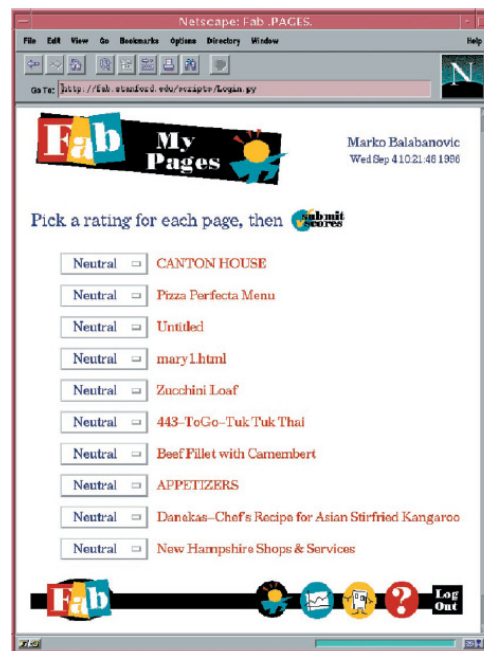 Netscape: Fab .PAGES.
File Edit View Go Bookmarks Options Directory Window Help
Go To: http://fab.stanford.edu/scripts/Login.py
N
Fab My Pages
Marko Balabanovic
Wed Sep 4 10:21:46 1996
Pick a rating for each page, then submit scores
Neutral CANTON HOUSE
Neutral Pizza Perfecta Menu
Neutral Untitled
Neutral mary1.html
Neutral Zucchini Loaf
Neutral 443-ToGo-Tuk Tuk Thai
Neutral Beef Fillet with Camembert
Neutral APPETIZERS
Neutral Danekas-Chef's Recipe for Asian Stirfried Kangaroo
Neutral New Hampshire Shops & Services
Fab ? Log Out